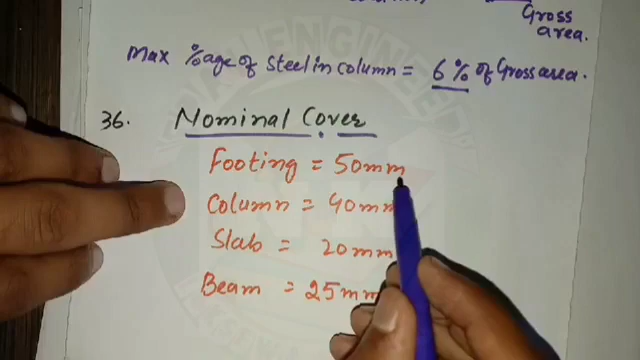 Gross
area.
Max %age of steel in column = 6% of Gross area.
36. Nominal Cover
Footing = 50mm
Column = 40mm
Slab = 20mm
Beam = 25mm